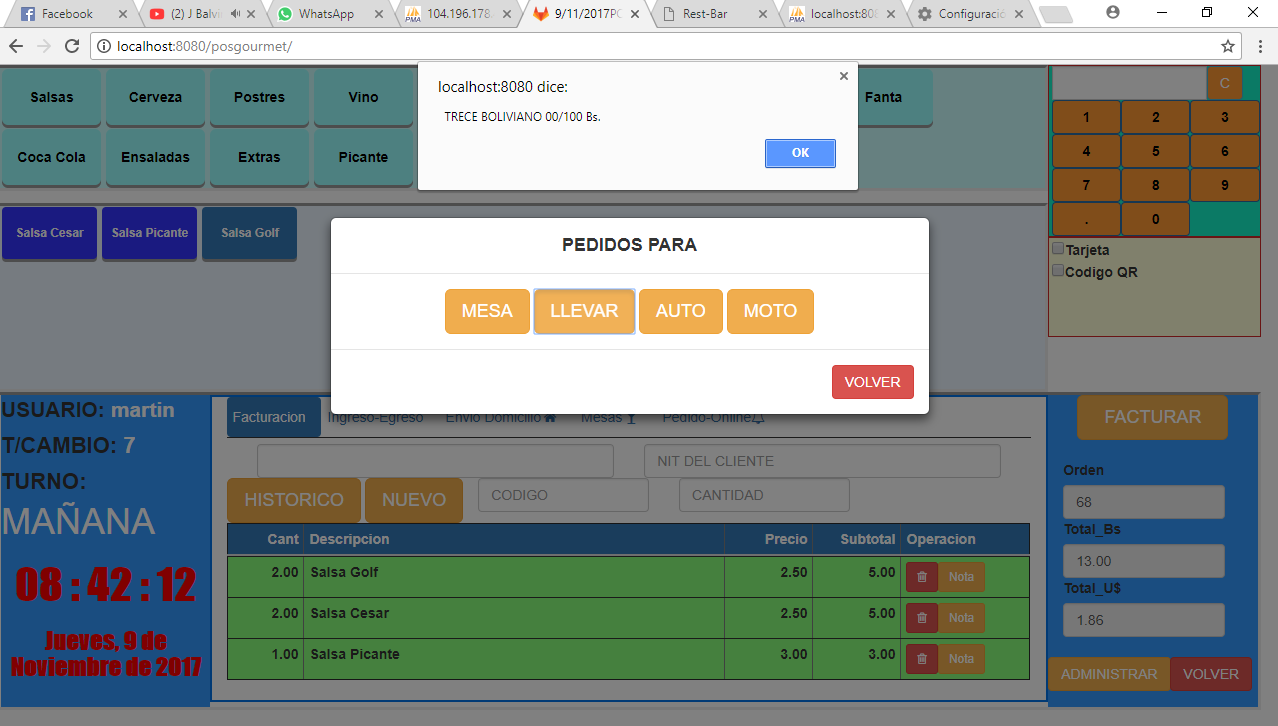 Facebook
(2) J Balvi
WhatsApp
104.196.178.
9/11/2017PO
Rest-Bar
localhost:808
Configuració
localhost:8080/posgourmet/
localhost:8080 dice:
TRECE BOLIVIANO 00/100 Bs.
OK
Salsas
Cerveza
Postres
Vino
Fanta
Coca Cola
Ensaladas
Extras
Picante
C
1 2 3
4 5 6
7 8 9
. 0
Tarjeta
Codigo QR
Salsa Cesar
Salsa Picante
Salsa Golf
PEDIDOS PARA
MESA
LLEVAR
AUTO
MOTO
VOLVER
USUARIO: martin
T/CAMBIO: 7
TURNO:
MAÑANA
08 : 42 : 12
Jueves, 9 de
Noviembre de 2017
Facturacion
Ingreso-Egreso
Envio Domicilio
Mesas
Pedido-Online
NIT DEL CLIENTE
HISTORICO
NUEVO
CODIGO
CANTIDAD
Cant Descripcion Precio Subtotal Operacion
2.00 Salsa Golf 2.50 5.00 Nota
2.00 Salsa Cesar 2.50 5.00 Nota
1.00 Salsa Picante 3.00 3.00 Nota
FACTURAR
Orden
68
Total_Bs
13.00
Total_U$
1.86
ADMINISTRAR
VOLVER